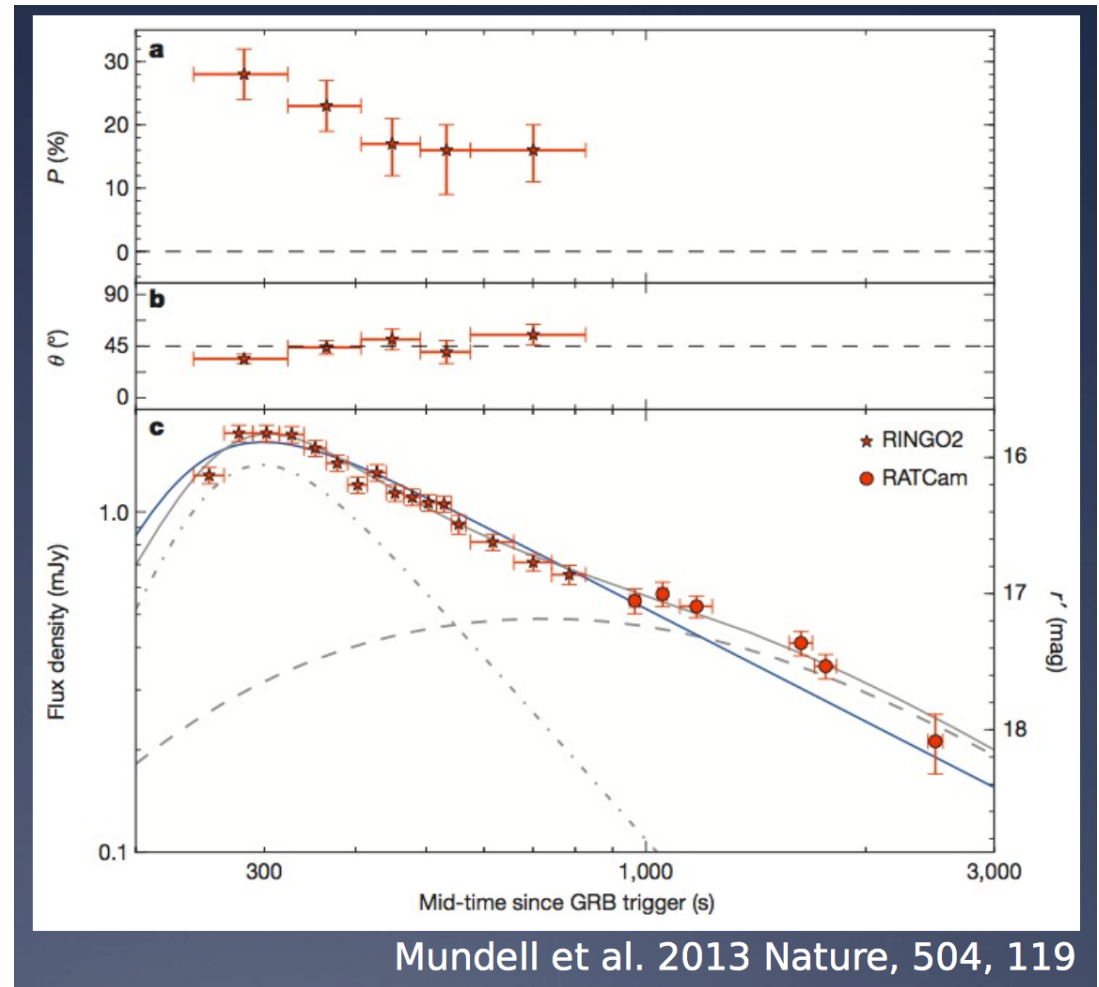 a
30
20
10
0
P (%)
b
90
45
0
θ (°)
c
RINGO2
RATCam
16
17
18
r′ (mag)
1.0
0.1
Flux density (mJy)
300
1,000
3,000
Mid-time since GRB trigger (s)
Mundell et al. 2013 Nature, 504, 119